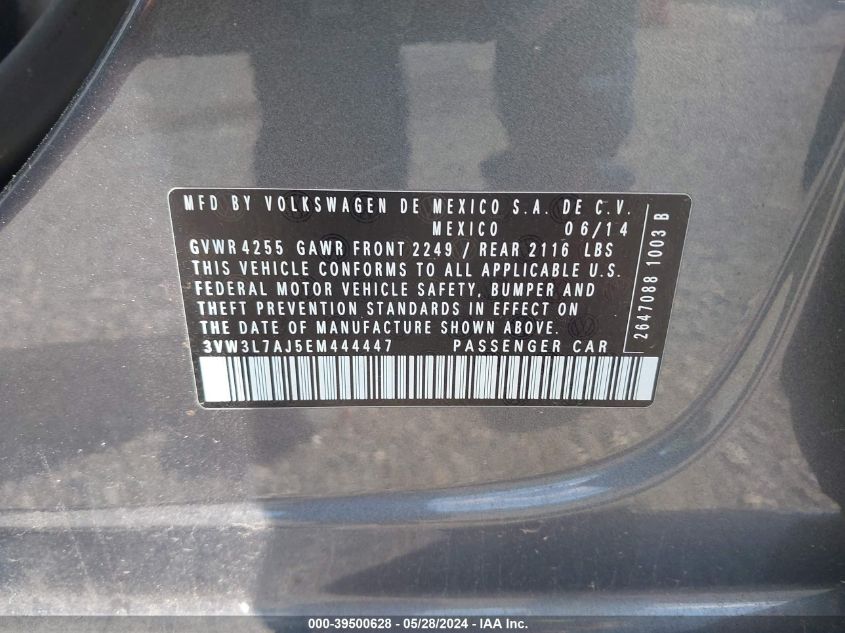 MFD BY VOLKSWAGEN DE MEXICO S.A. DE C.V.
MEXICO 06/14
GVWR 4255 GAWR FRONT 2249 / REAR 2116 LBS
THIS VEHICLE CONFORMS TO ALL APPLICABLE U.S.
FEDERAL MOTOR VEHICLE SAFETY, BUMPER AND
THEFT PREVENTION STANDARDS IN EFFECT ON
THE DATE OF MANUFACTURE SHOWN ABOVE.
3VW3L7AJ5EM444447 PASSENGER CAR
2647088 1003 B
000-39500628 - 05/28/2024 - IAA, Inc.